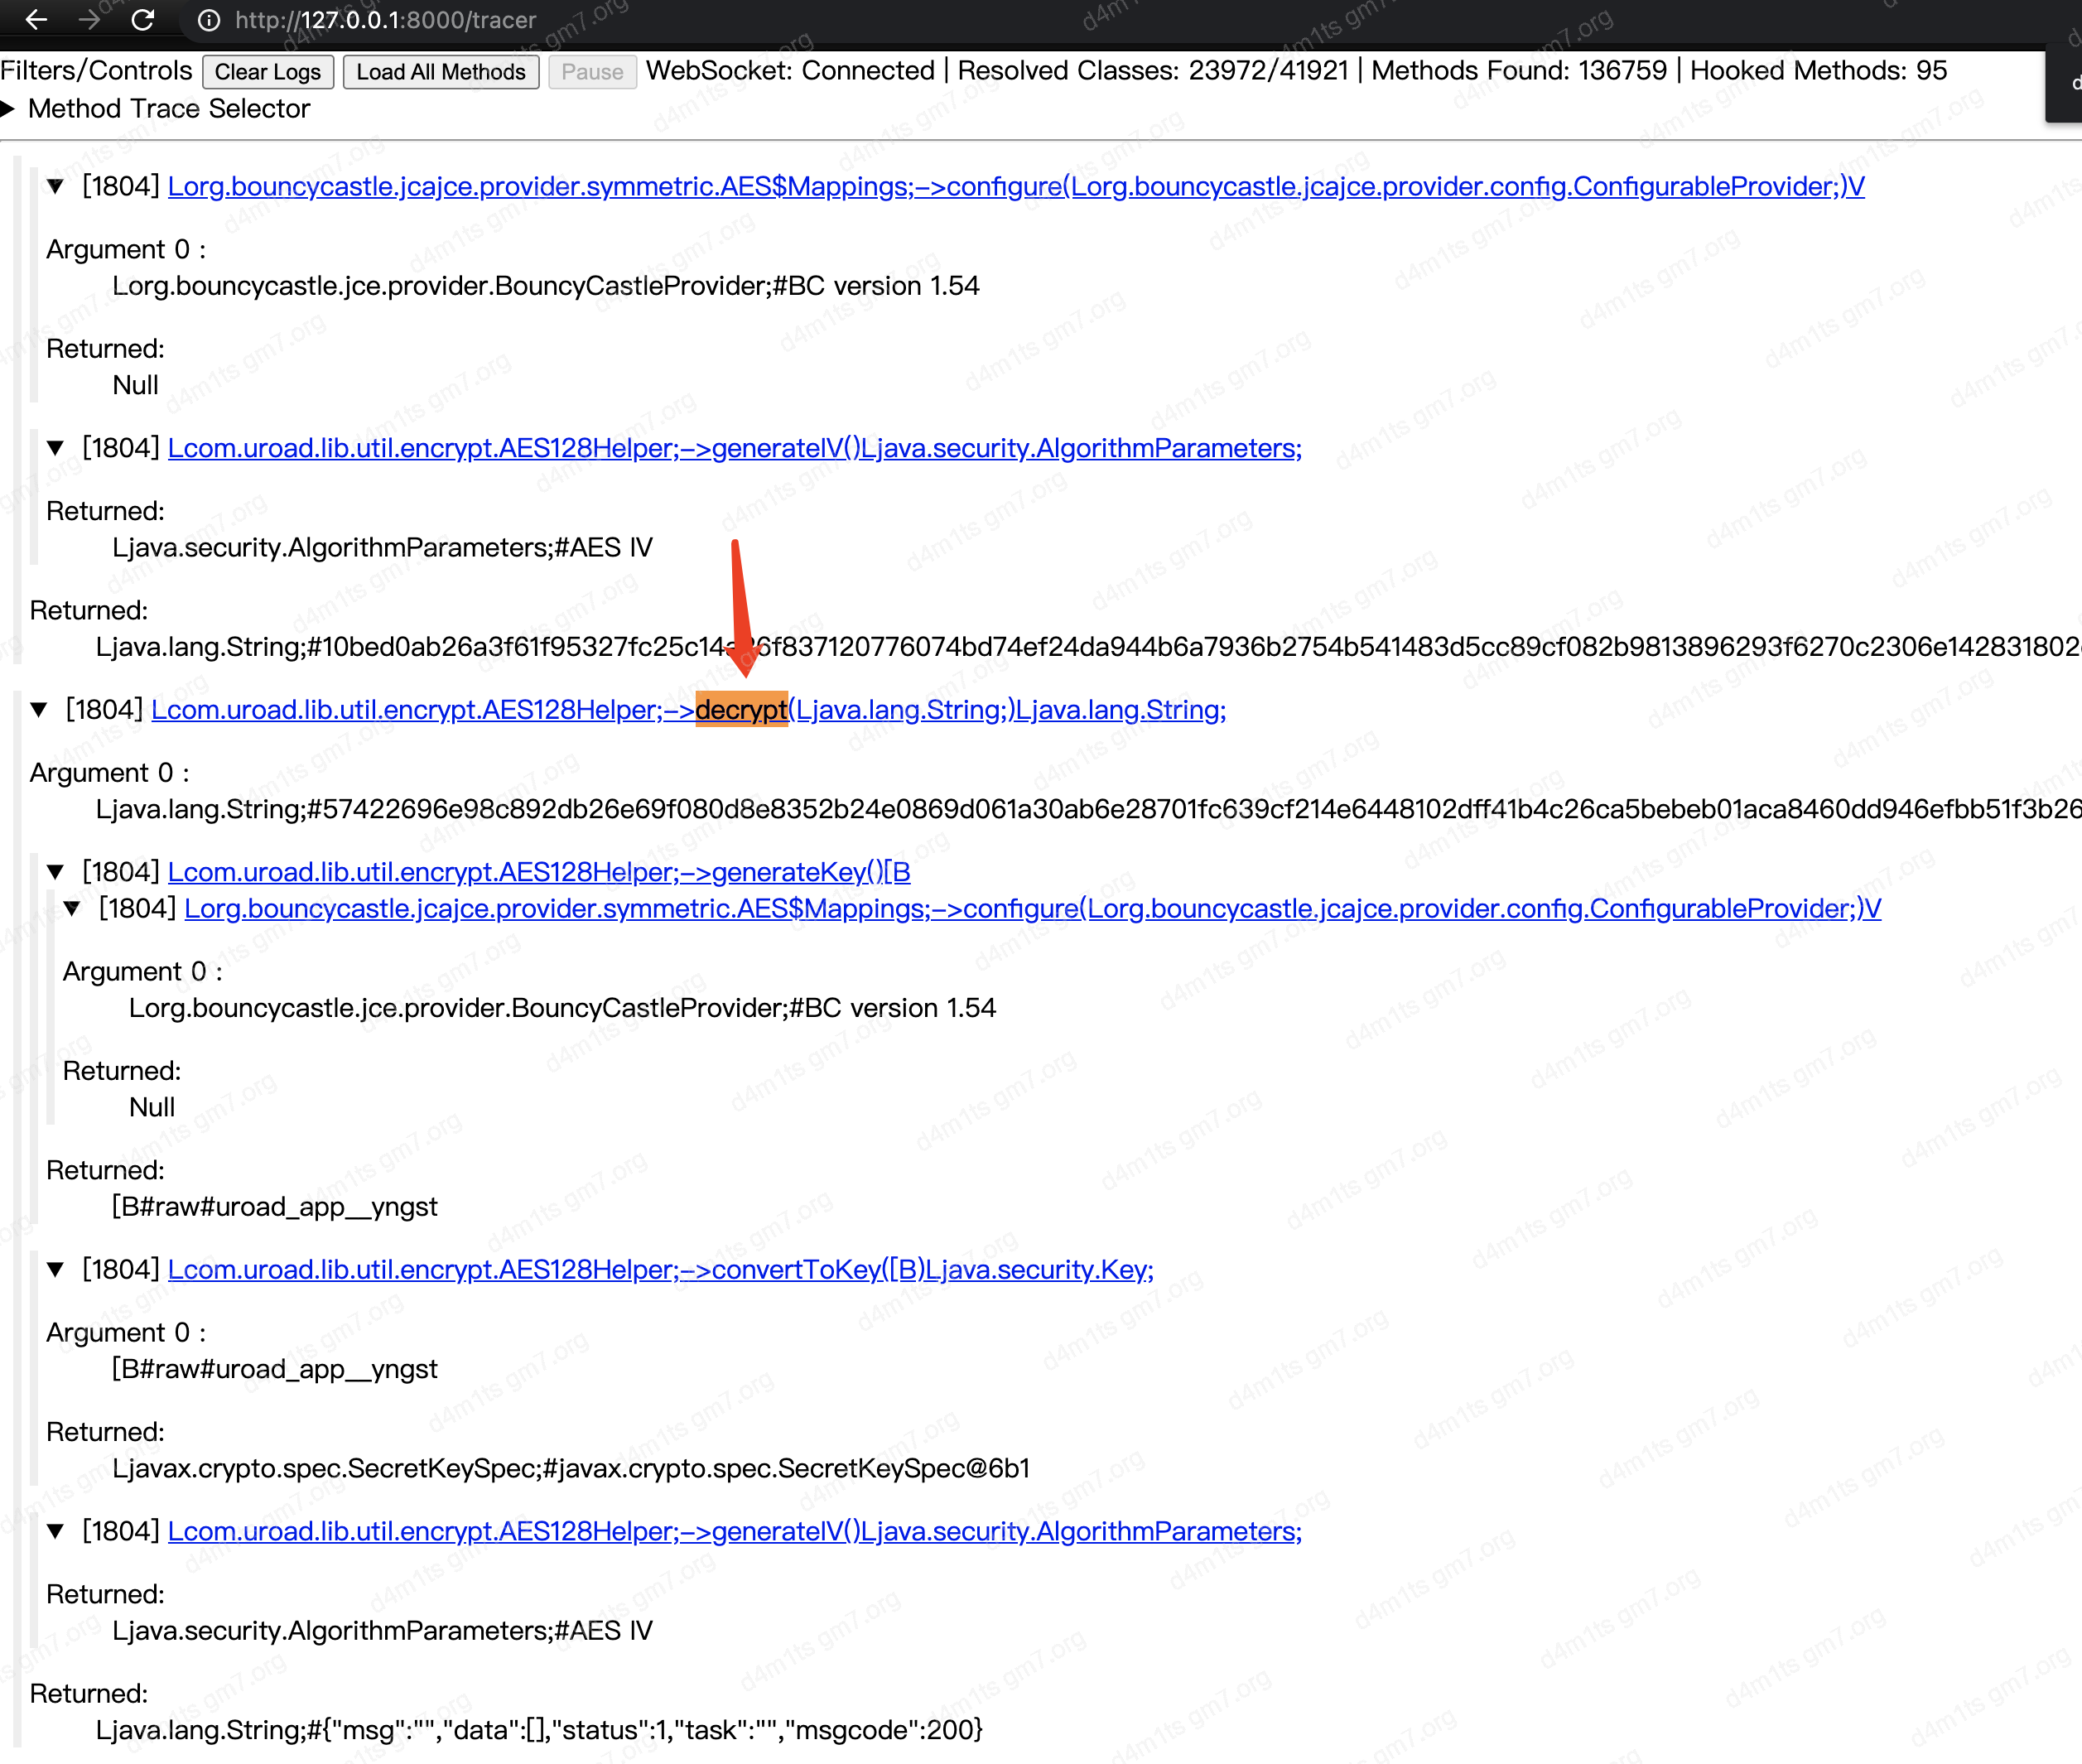 http://127.0.0.1:8000/tracer
Filters/Controls Clear Logs Load All Methods Pause WebSocket: Connected | Resolved Classes: 23972/41921 | Methods Found: 136759 | Hooked Methods: 95
Method Trace Selector
[1804] Lorg.bouncycastle.jcajce.provider.symmetric.AES$Mappings;->configure(Lorg.bouncycastle.jcajce.provider.config.ConfigurableProvider;)V
Argument 0 :
Lorg.bouncycastle.jce.provider.BouncyCastleProvider;#BC version 1.54
Returned:
Null
[1804] Lcom.uroad.lib.util.encrypt.AES128Helper;->generateIV()Ljava.security.AlgorithmParameters;
Returned:
Ljava.security.AlgorithmParameters;#AES IV
Returned:
[1804] Lcom.uroad.lib.util.encrypt.AES128Helper;->decrypt(Ljava.lang.String;)Ljava.lang.String;
Argument 0 :
Ljava.lang.String;#57422696e98c892db26e69f080d8e8352b24e0869d061a30ab6e28701fc639cf214e6448102dff41b4c26ca5bebeb01aca8460dd946efbb51f3b26
[1804] Lcom.uroad.lib.util.encrypt.AES128Helper;->generateKey()[B
[1804] Lorg.bouncycastle.jcajce.provider.symmetric.AES$Mappings;->configure(Lorg.bouncycastle.jcajce.provider.config.ConfigurableProvider;)V
Argument 0 :
Lorg.bouncycastle.jce.provider.BouncyCastleProvider;#BC version 1.54
Returned:
Null
Returned:
[B#raw#uroad_app__yngst
[1804] Lcom.uroad.lib.util.encrypt.AES128Helper;->convertToKey([B)Ljava.security.Key;
Argument 0 :
[B#raw#uroad_app__yngst
Returned:
Ljavax.crypto.spec.SecretKeySpec;#javax.crypto.spec.SecretKeySpec@6b1
[1804] Lcom.uroad.lib.util.encrypt.AES128Helper;->generateIV()Ljava.security.AlgorithmParameters;
Returned:
Ljava.security.AlgorithmParameters;#AES IV
Returned:
Ljava.lang.String;#{"msg":"","data":[],"status":1,"task":"","msgcode":200}
d4m1ts gm7.org